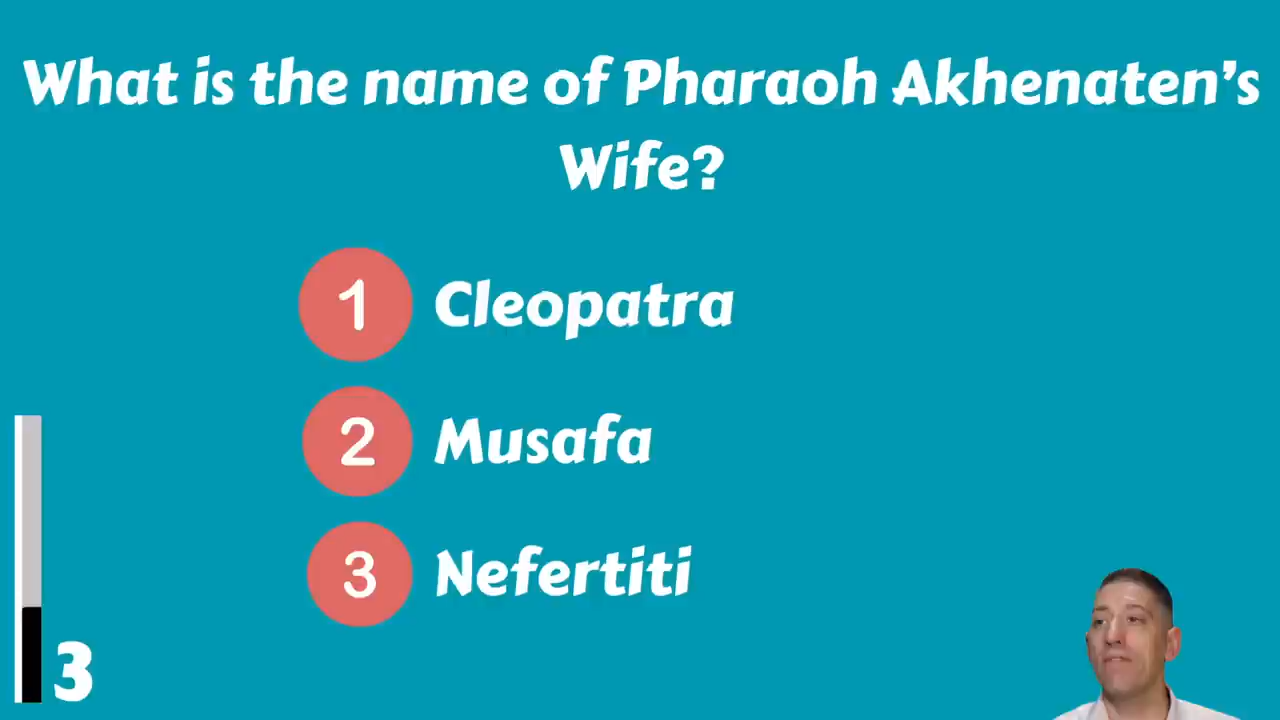 What is the name of Pharaoh Akhenaten's
Wife?
1 Cleopatra
2 Musafa
3 Nefertiti
3